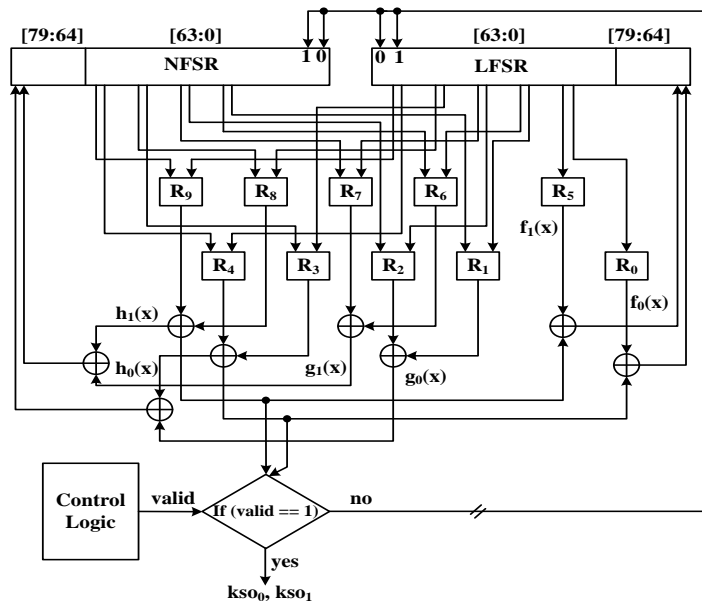 [79:64] [63:0] [63:0] [79:64]
1 0 0 1
NFSR LFSR
R₉ R₈ R₇ R₆ R₅
f₁(x)
R₄ R₃ R₂ R₁ R₀
f₀(x)
h₁(x)
h₀(x) g₁(x) g₀(x)
Control
Logic
valid
If (valid == 1)
no
yes
kso₀, kso₁